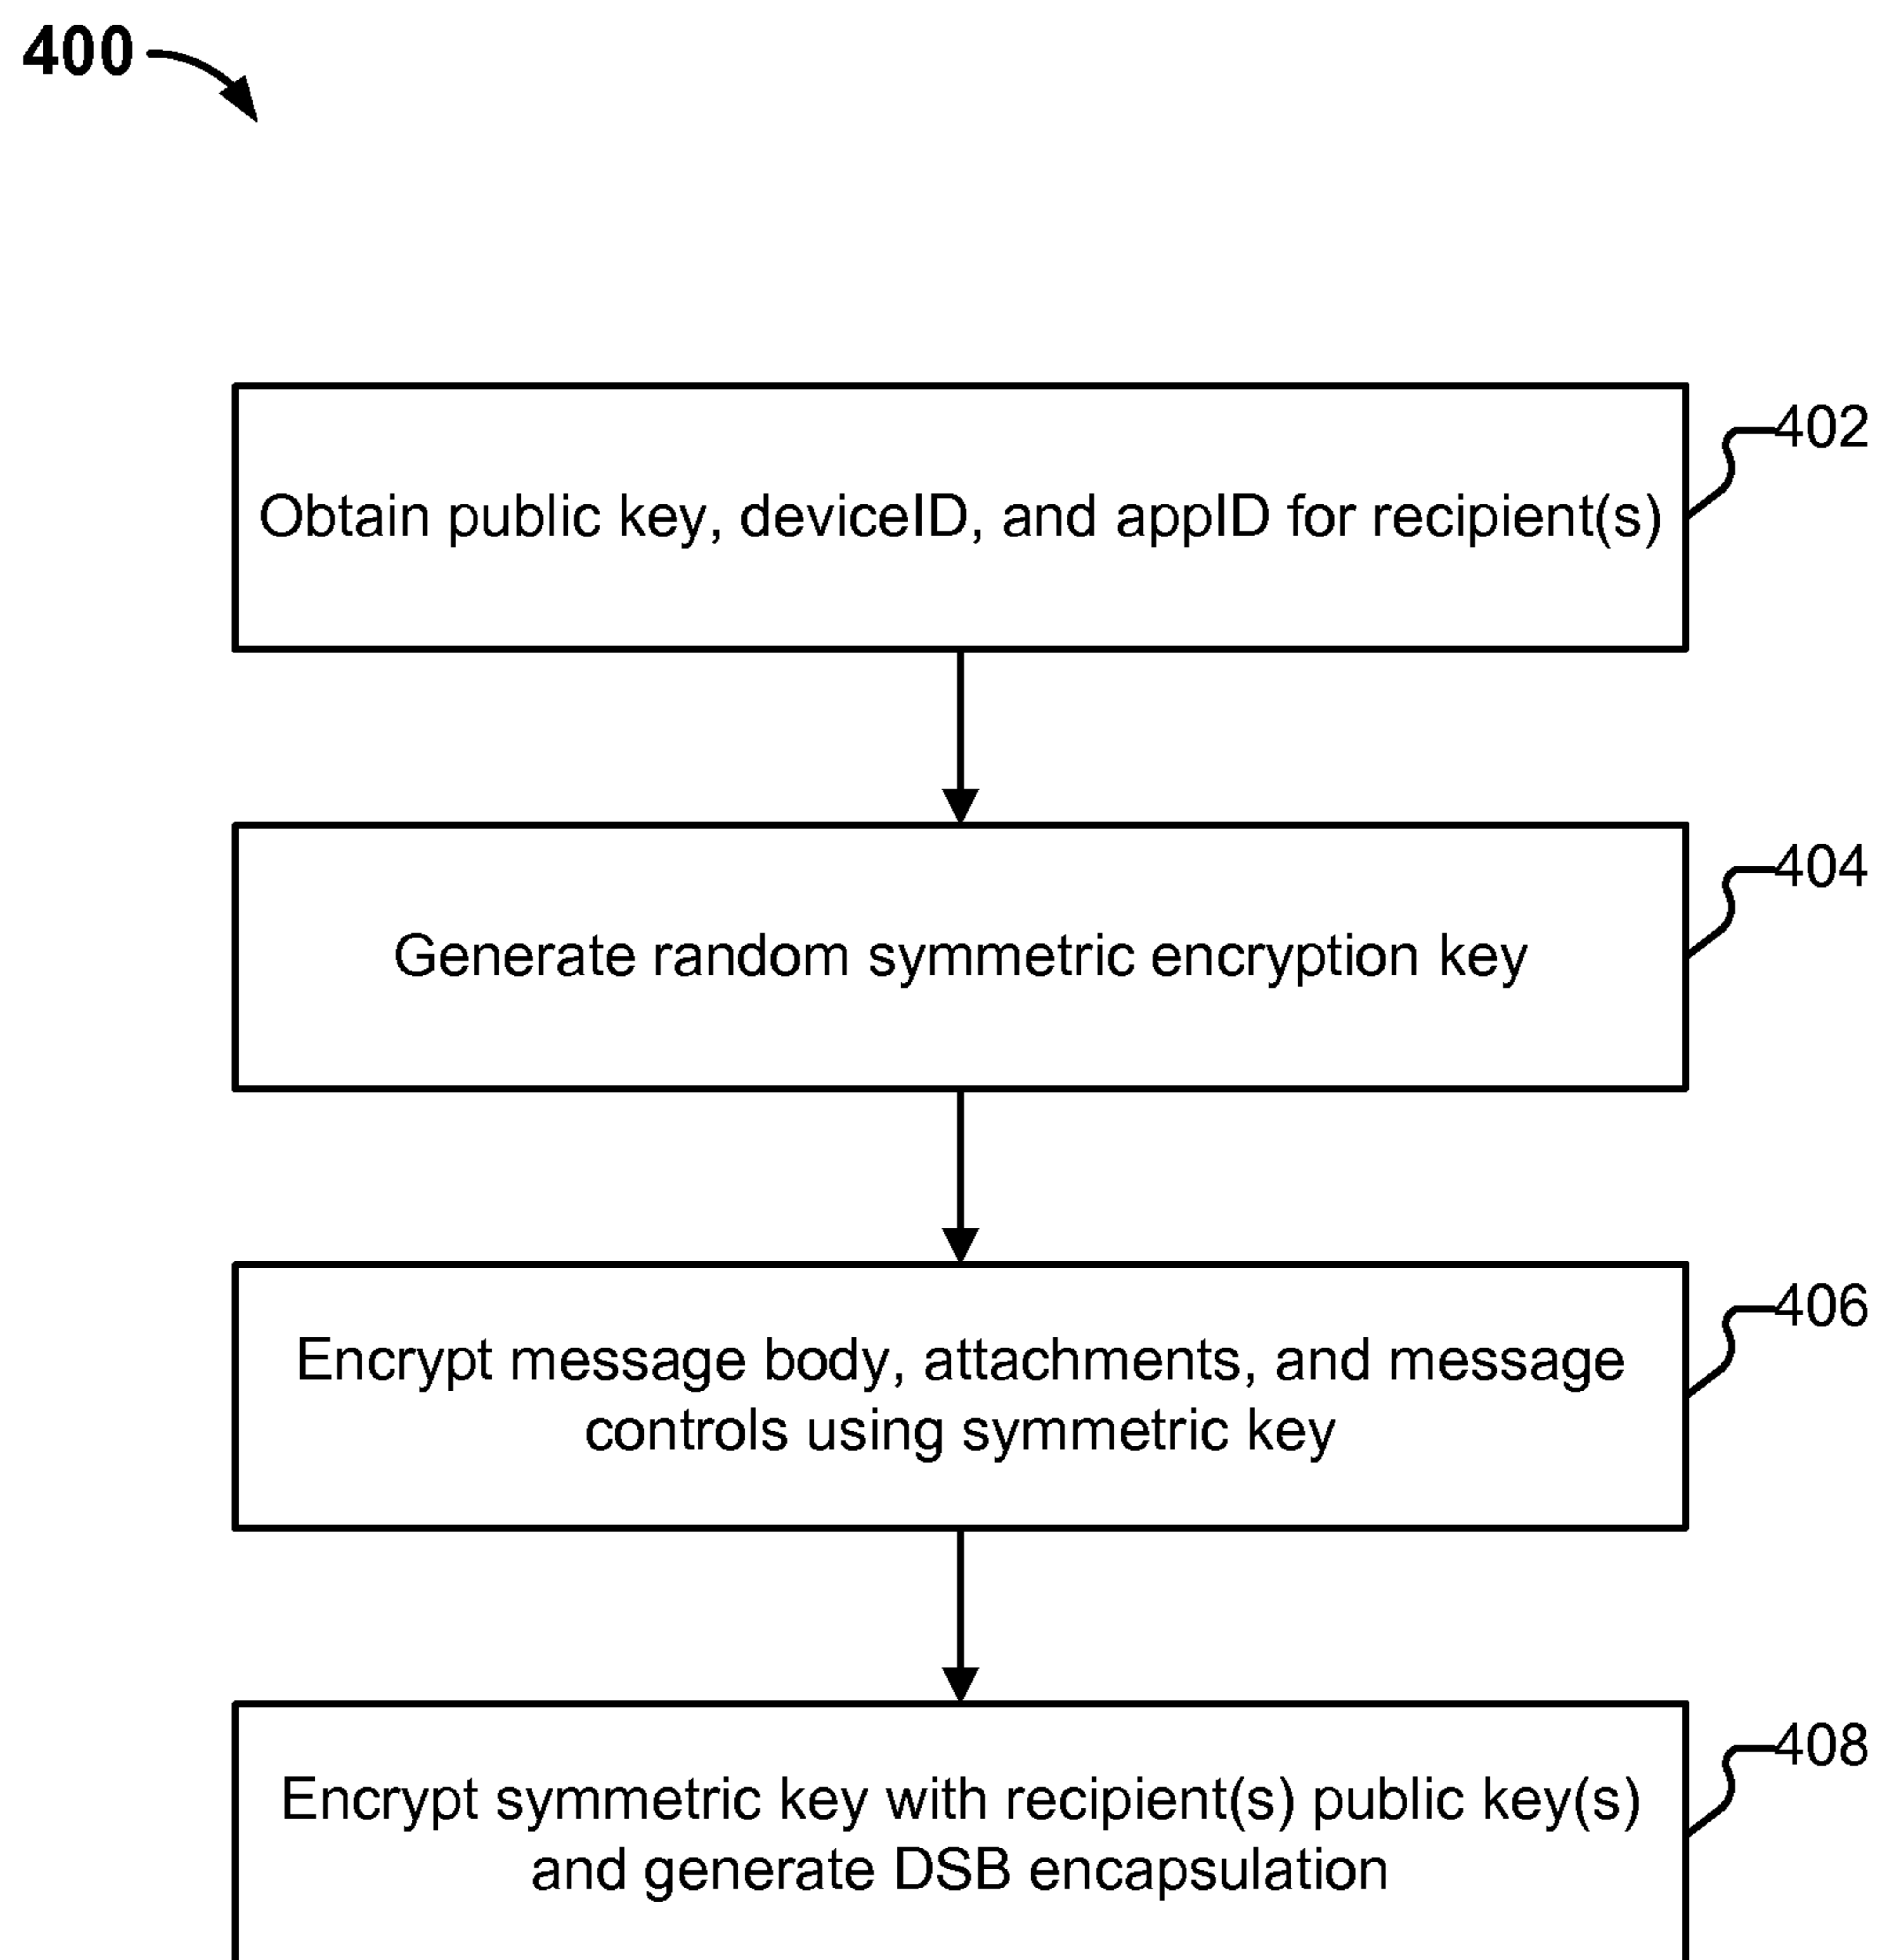 400
402
Obtain public key, deviceID, and appID for recipient(s)
404
Generate random symmetric encryption key
406
Encrypt message body, attachments, and message
controls using symmetric key
408
Encrypt symmetric key with recipient(s) public key(s)
and generate DSB encapsulation